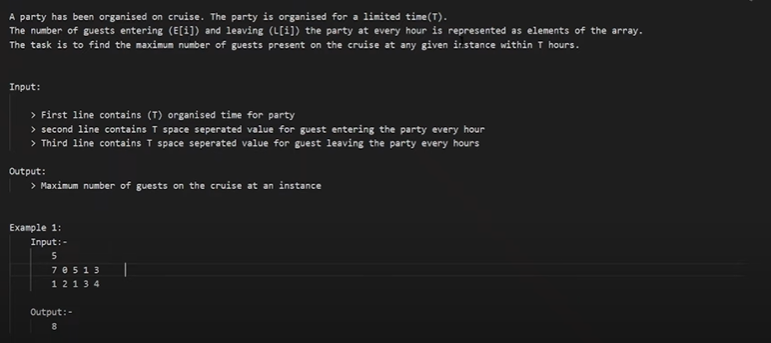 A party has been organised on cruise. The party is organised for a limited time(T).
The number of guests entering (E[i]) and leaving (L[i]) the party at every hour is represented as elements of the array.
The task is to find the maximum number of guests present on the cruise at any given instance within T hours.
Input:
> First line contains (T) organised time for party
> second line contains T space seperated value for guest entering the party every hour
> Third line contains T space seperated value for guest leaving the party every hours
Output:
> Maximum number of guests on the cruise at an instance
Example 1:
Input:-
5
7 0 5 1 3
1 2 1 3 4
Output:-
8